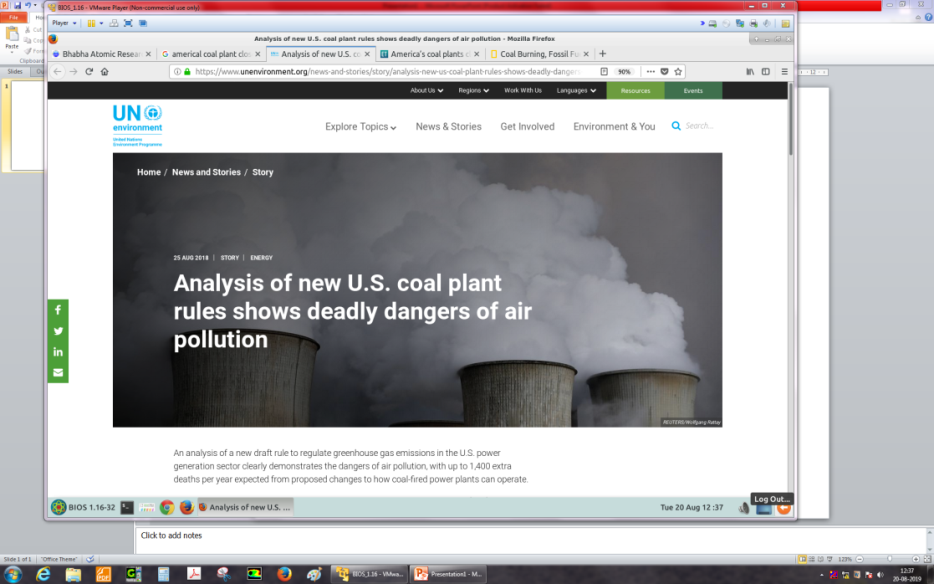 BIOS_1.16 - VMware Player (Non-commercial use only)
File
Player
Paste
Clipboard
Slides
Analysis of new U.S. coal plant rules shows deadly dangers of air pollution - Mozilla Firefox
Bhabha Atomic Resear
americal coal plant clos
Analysis of new U.S. co
America's coal plants
Coal Burning, Fossil Fu
https://www.unenvironment.org/news-and-stories/story/analysis-new-us-coal-plant-rules-shows-deadly-dangers
90%
About Us
Regions
Work With Us
Languages
Resources
Events
UN
environment
United Nations
Environment Programme
Explore Topics
News & Stories
Get Involved
Environment & You
Search...
Home / News and Stories / Story
25 AUG 2018 | STORY | ENERGY
Analysis of new U.S. coal plant
rules shows deadly dangers of air
pollution
REUTERS/Wolfgang Rattay
An analysis of a new draft rule to regulate greenhouse gas emissions in the U.S. power
generation sector clearly demonstrates the dangers of air pollution, with up to 1,400 extra
deaths per year expected from proposed changes to how coal-fired power plants can operate.
Log Out...
BIOS 1.16-32
Analysis of new U.S. ...
Tue 20 Aug 12:37
Click to add notes
Slide 1 of 1
"Office Theme"
123%
BIOS_1.16 - VMwa...
Presentation1 - M...
12:37
20-08-2019